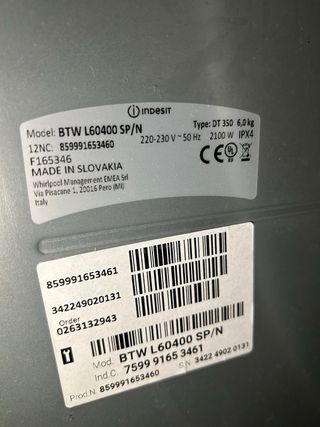 indesit
Model: BTW L60400 SP/N Type: DT 350 6,0 kg
12NC: 859991653460 220-230 V ~ 50 Hz 2100 W IPX4
F165346
MADE IN SLOVAKIA
Whirlpool Management EMEA Srl
Via Pisacane 1, 20016 Pero (MI)
Italy
CE
859991653461
342249020131
Order
0263132943
Mod. BTW L60400 SP/N
Ind.C. 7599 9165 3461
Prod.N 859991653460 S/N 3422 4902 0131